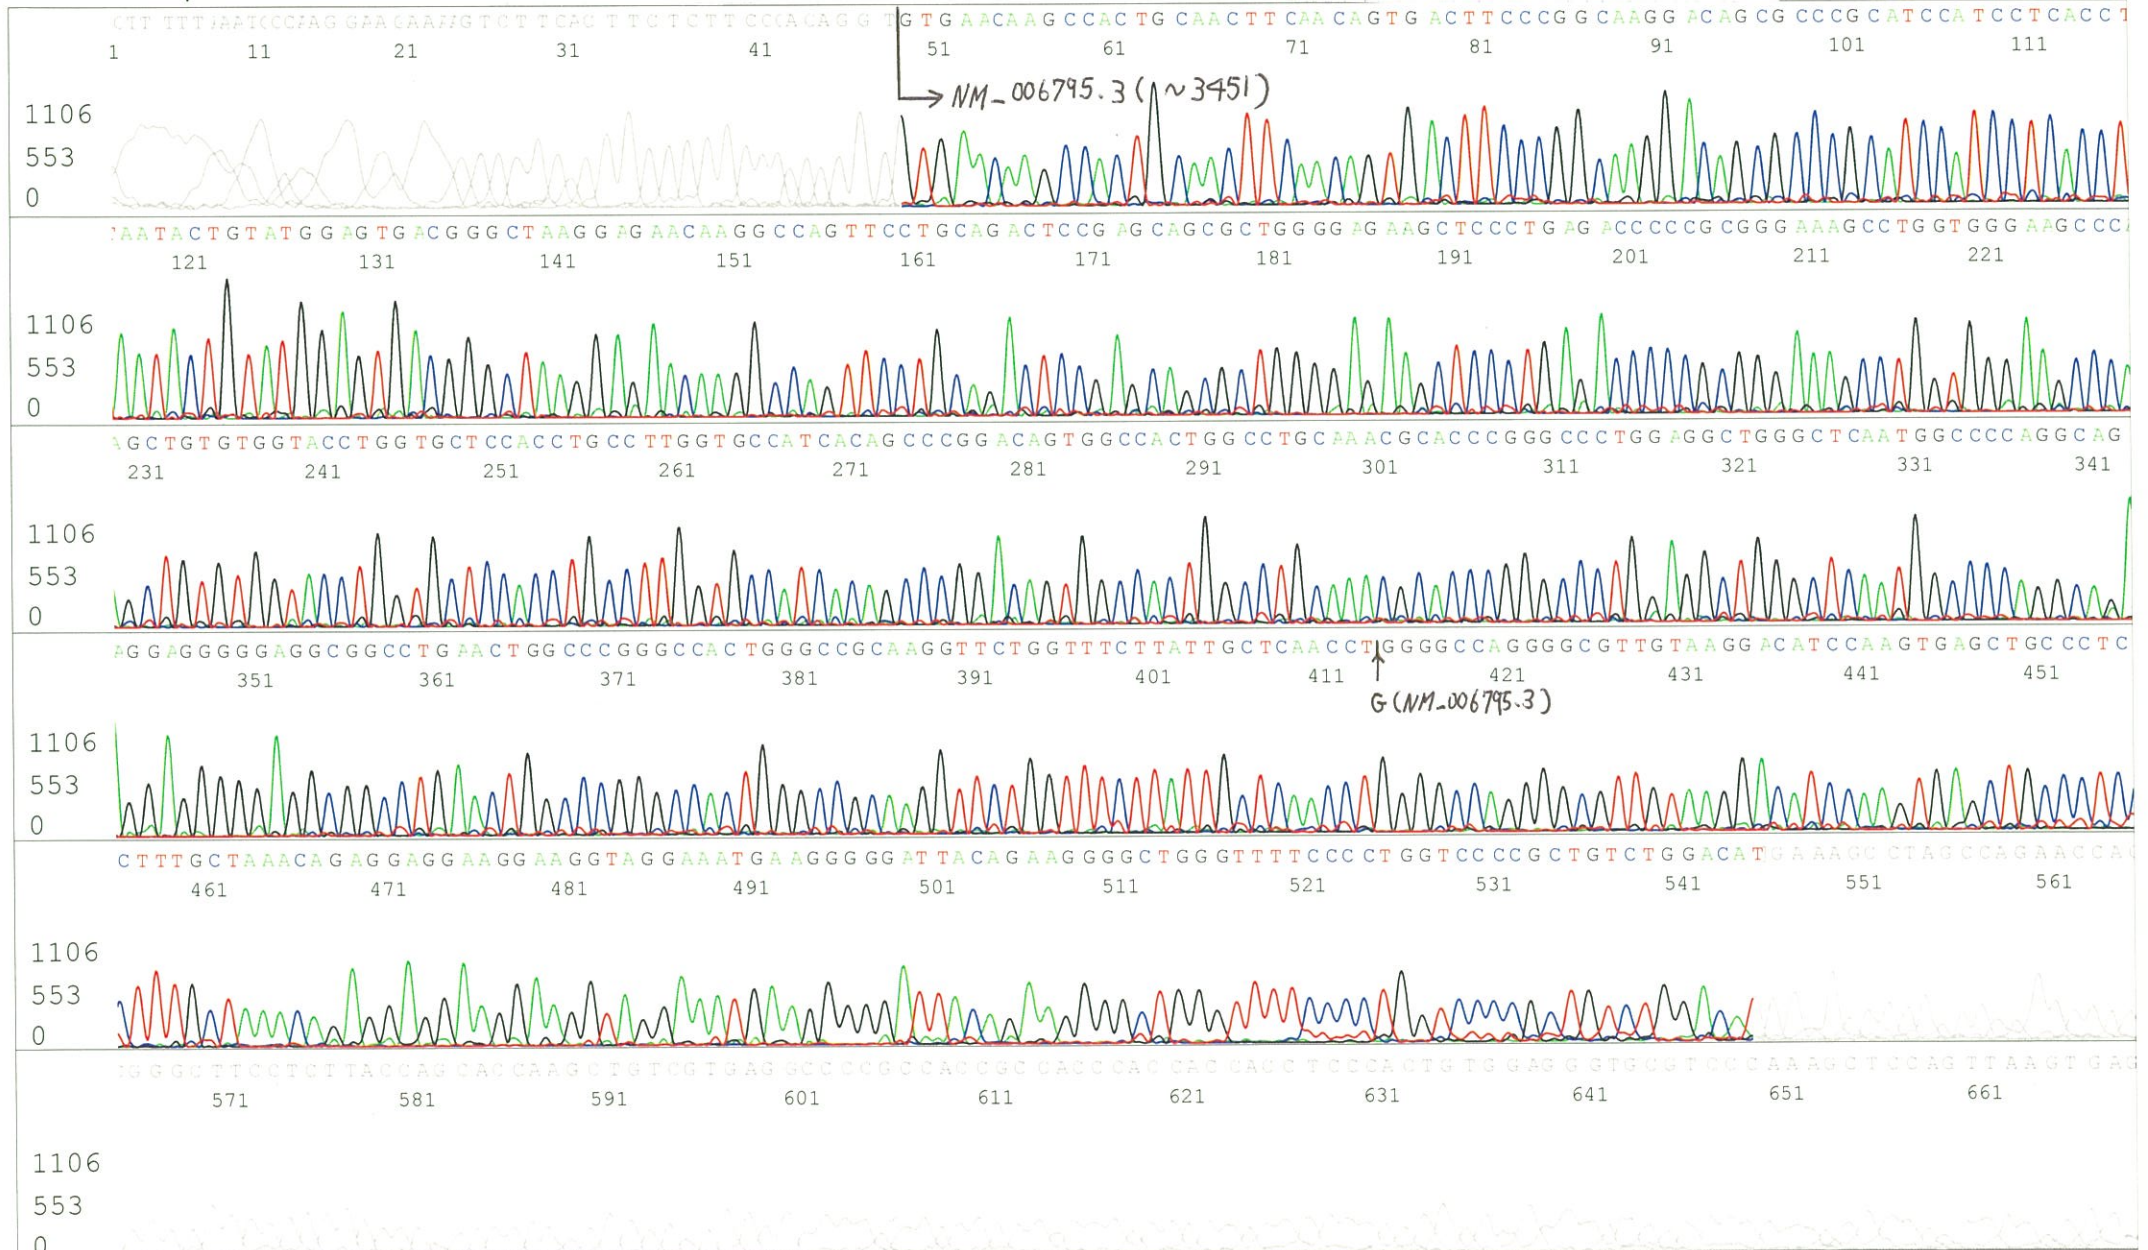 GTGAACAAGCCACTGCAACTTCAACAGTGACTTCCCGGCAAGGACAGCGCCCGCATCCATCCTCACCT
1 11 21 31 41 51 61 71 81 91 101 111
NM_006795.3 (~3451)
1106
553
0
AATACTGTATGGAGTGACGGGCTAAGGAGAACAAGGCCAGTTCCTGCAGACTCCGAGCAGCGCTGGGGAGAAGCTCCCTGAGACCCCCGCGGGAAAGCCTGGTGGGAAGCCCA
121 131 141 151 161 171 181 191 201 211 221
1106
553
0
AGCTGTGTGGTACCTGGTGCTCCACCTGCCTTGGTGCCATCACAGCCCGGACAGTGGCCACTGGCCTGCAAACGCACCCGGGCCCTGGAGGCTGGGCTCAATGGCCCCAGGCAG
231 241 251 261 271 281 291 301 311 321 331 341
1106
553
0
AGGAGGGGGAGGCGGCCTGAACTGGCCCGGGCCACTGGGCCGCAAGGTTCTGGTTTCTTATTGCTCAACCTGGGGCCAGGGGCGTTGTAAGGACATCCAAGTGAGCTGCCCTC
351 361 371 381 391 401 411 421 431 441 451
G (NM_006795.3)
1106
553
0
CTTTGCTAAACAGAGGAGGAAGGAAGGTAGGAAATGAAGGGGGATTACAGAAGGGGCTGGGTTTTCCCCTGGTCCCCGCTGTCTGGACATGAAAGCCTAGCCAGAACCAC
461 471 481 491 501 511 521 531 541 551 561
1106
553
0
GGGCTTCCTCTTACCAGCACCAAGCTGTCGTGAGGCCCCGCCACCGCCACCCACCACCACCTCCCACTGTGGAGGGTGCGTCCCAAAGCTCCAGTTAAGTGAG
571 581 591 601 611 621 631 641 651 661
1106
553
0